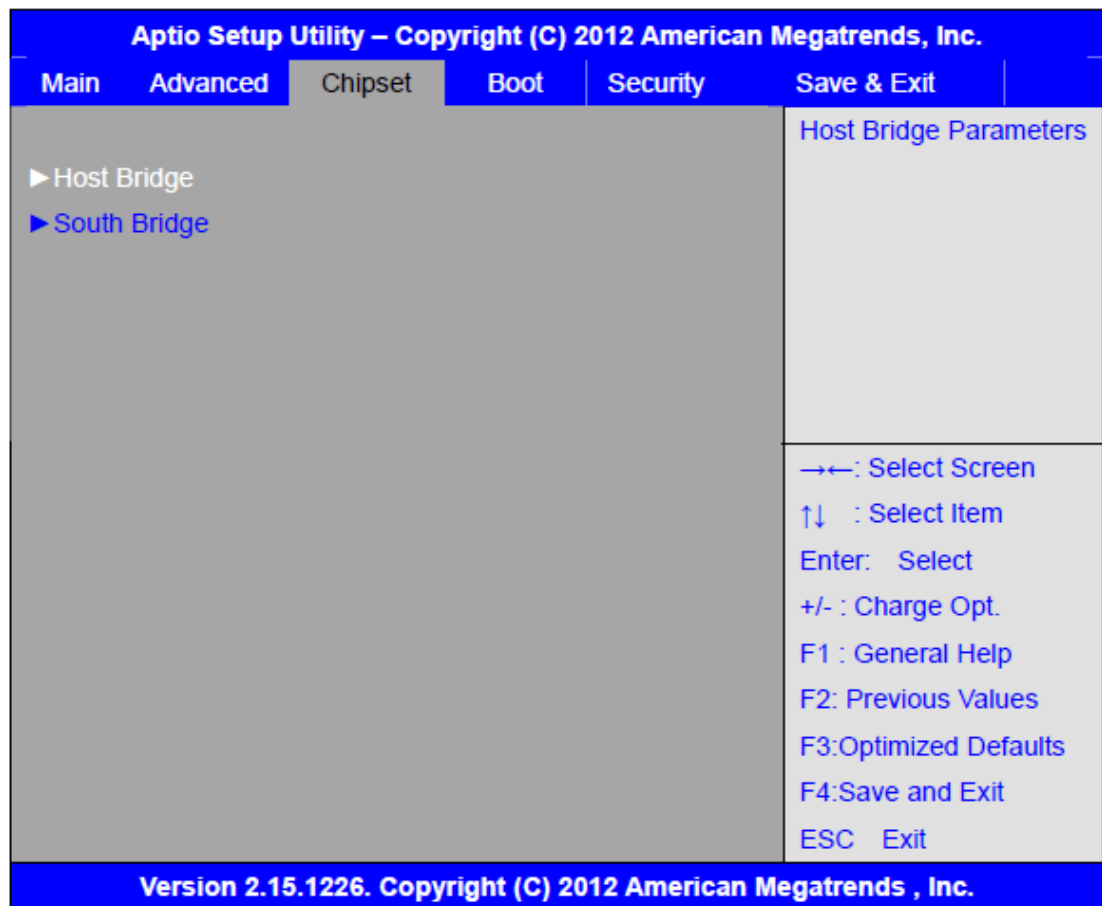 Aptio Setup Utility – Copyright (C) 2012 American Megatrends, Inc.
Main Advanced Chipset Boot Security Save & Exit
►Host Bridge
►South Bridge
Host Bridge Parameters
→←: Select Screen
↑↓ : Select Item
Enter: Select
+/- : Charge Opt.
F1 : General Help
F2: Previous Values
F3:Optimized Defaults
F4:Save and Exit
ESC Exit
Version 2.15.1226. Copyright (C) 2012 American Megatrends , Inc.